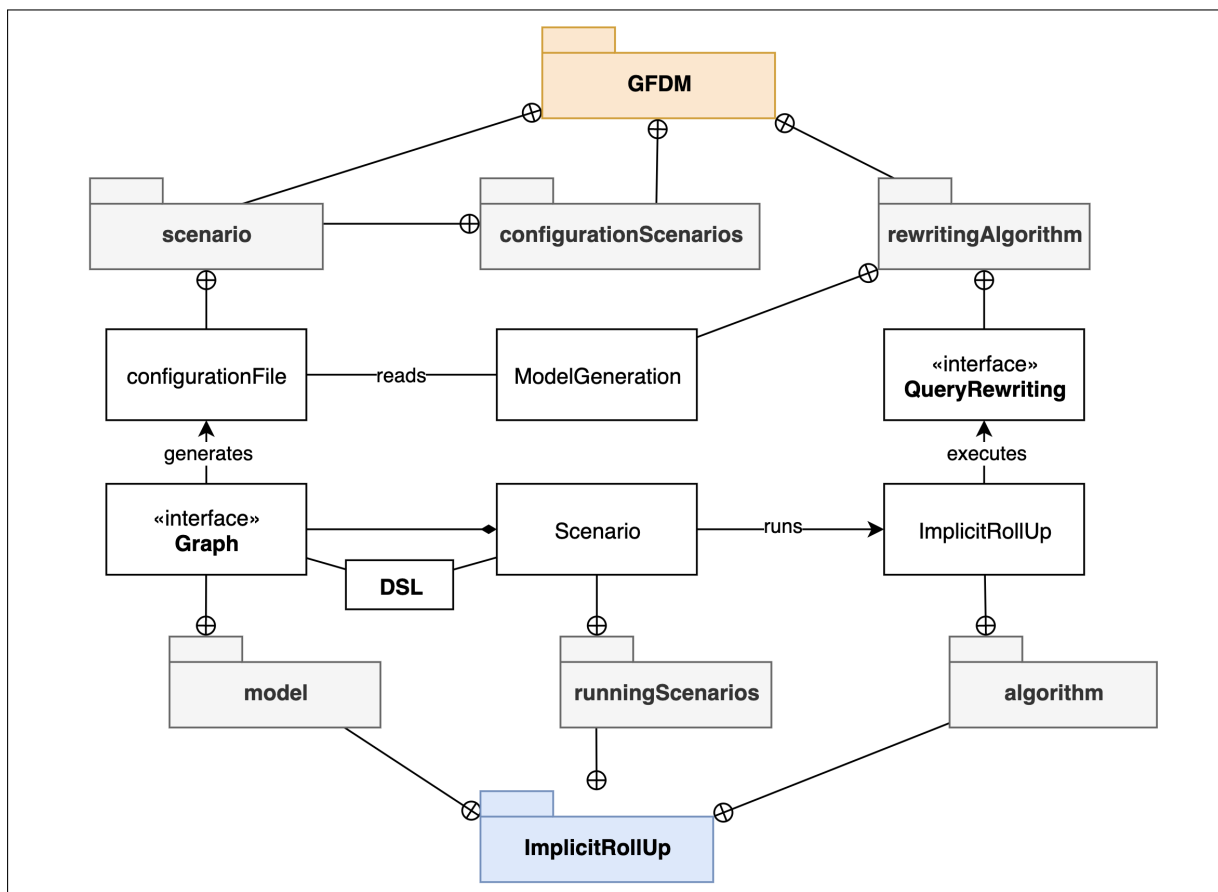 GFDM
scenario
configurationScenarios
rewritingAlgorithm
configurationFile
reads
ModelGeneration
«interface»
QueryRewriting
generates
executes
«interface»
Graph
Scenario
runs
ImplicitRollUp
DSL
model
runningScenarios
algorithm
ImplicitRollUp